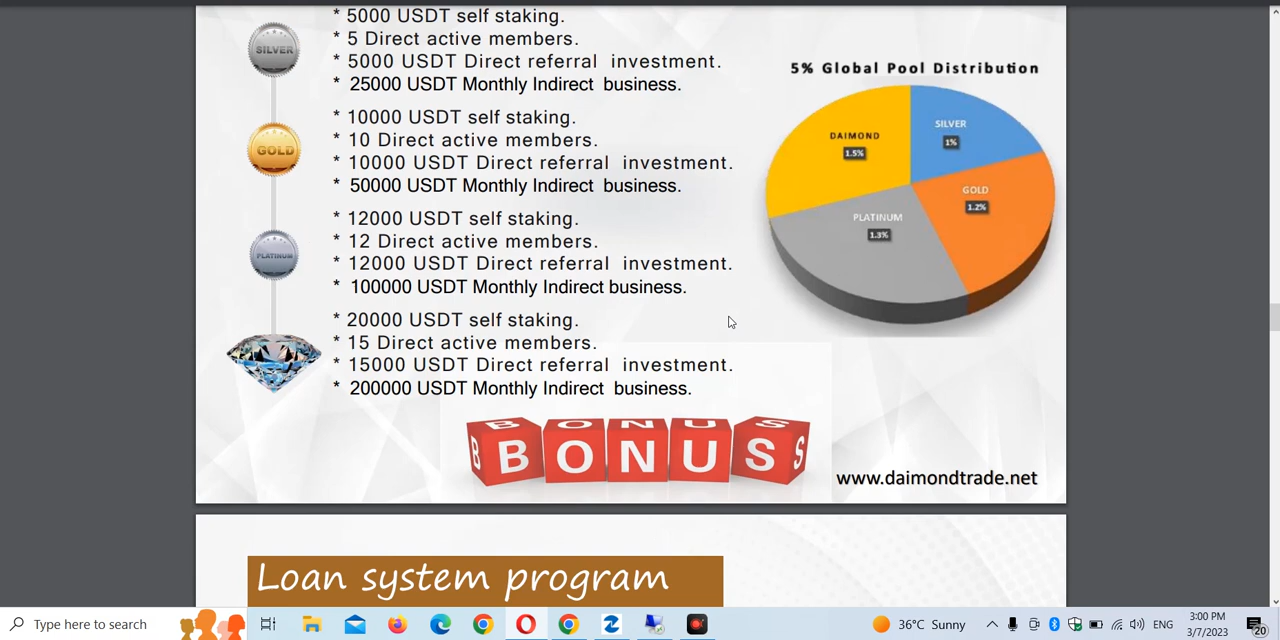 * 5000 USDT self staking.
SILVER
* 5 Direct active members.
* 5000 USDT Direct referral investment.
* 25000 USDT Monthly Indirect business.
* 10000 USDT self staking.
GOLD
* 10 Direct active members.
* 10000 USDT Direct referral investment.
* 50000 USDT Monthly Indirect business.
* 12000 USDT self staking.
PLATINUM
* 12 Direct active members.
* 12000 USDT Direct referral investment.
* 100000 USDT Monthly Indirect business.
* 20000 USDT self staking.
* 15 Direct active members.
* 15000 USDT Direct referral investment.
* 200000 USDT Monthly Indirect business.
5% Global Pool Distribution
DAIMOND
1.5%
SILVER
1%
GOLD
1.2%
PLATINUM
1.3%
BONUS
BONUS
B
S
www.daimondtrade.net
Loan system program
Type here to search
36°C Sunny
ENG
3:00 PM
3/7/2023
20